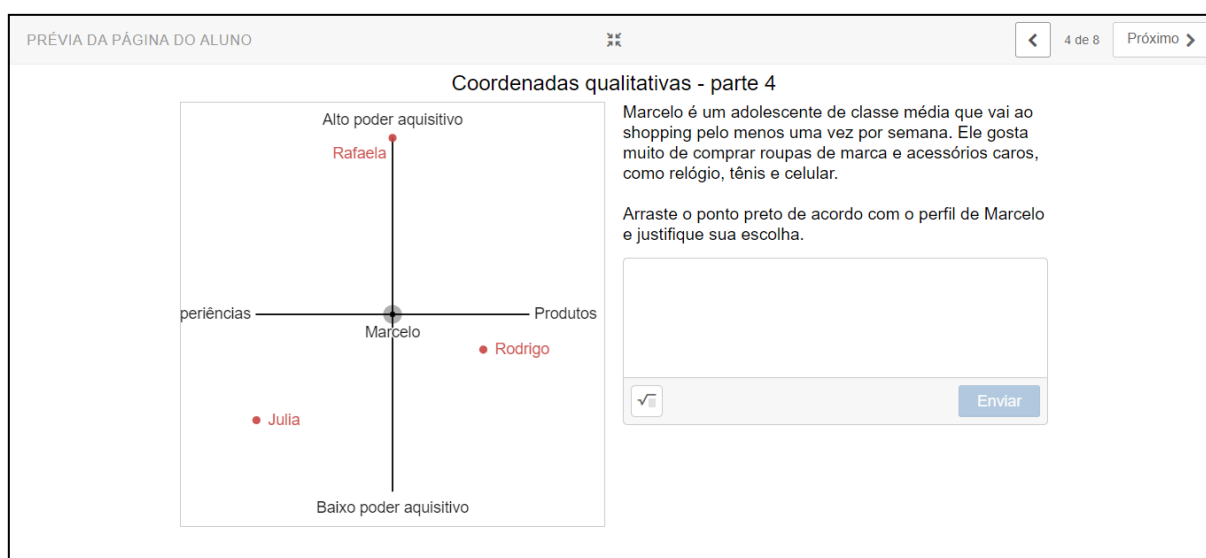 PRÉVIA DA PÁGINA DO ALUNO
4 de 8
Próximo
Coordenadas qualitativas - parte 4
Alto poder aquisitivo
Rafaela
periências
Produtos
Marcelo
Rodrigo
Julia
Baixo poder aquisitivo
Marcelo é um adolescente de classe média que vai ao
shopping pelo menos uma vez por semana. Ele gosta
muito de comprar roupas de marca e acessórios caros,
como relógio, tênis e celular.
Arraste o ponto preto de acordo com o perfil de Marcelo
e justifique sua escolha.
Enviar